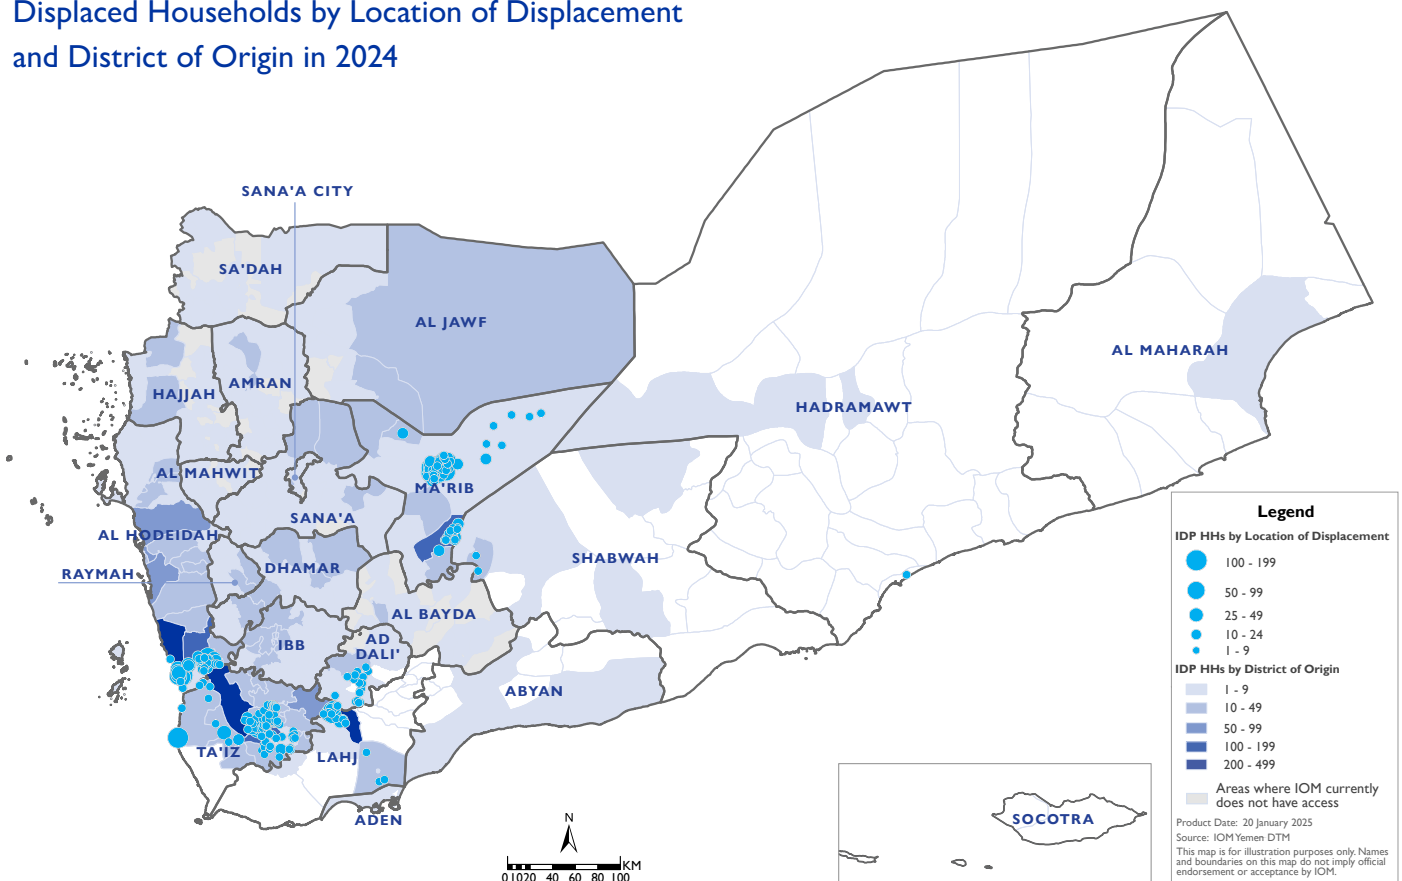 Displaced Households by Location of Displacement
and District of Origin in 2024
SANA'A CITY
SA'DAH
AL JAWF
AL MAHARAH
AMRAN
HAJJAH
HADRAMAWT
AL MAHWIT
MA'RIB
SANA'A
AL HODEIDAH
SHABWAH
RAYMAH
DHAMAR
AL BAYDA
IBB
AD
DALI'
ABYAN
TA'IZ
LAHJ
ADEN
SOCOTRA
N
KM
0 10 20 40 60 80 100
Legend
IDP HHs by Location of Displacement
100 - 199
50 - 99
25 - 49
10 - 24
1 - 9
IDP HHs by District of Origin
1 - 9
10 - 49
50 - 99
100 - 199
200 - 499
Areas where IOM currently
does not have access
Product Date: 20 January 2025
Source: IOM Yemen DTM
This map is for illustration purposes only. Names
and boundaries on this map do not imply official
endorsement or acceptance by IOM.